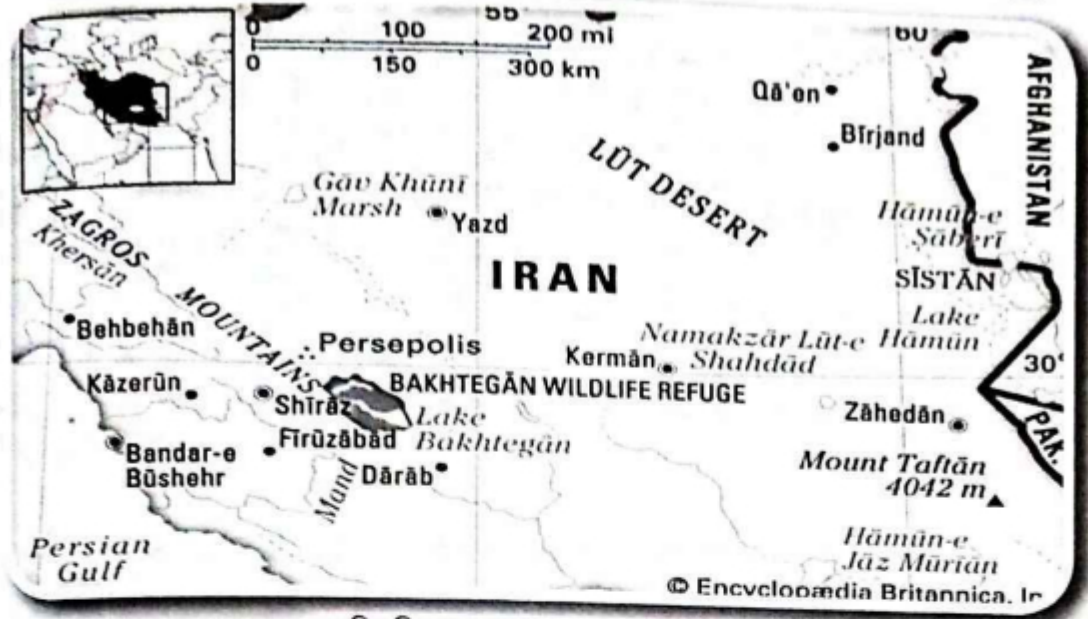 55
0 100 200 mi
0 150 300 km
60
AFGHANISTAN
Qā'en
Bīrjand
LŪT DESERT
Gāv Khūnī
Marsh
Yazd
Hāmūn-e
Ṣāberī
ZAGROS
MOUNTAINS
Khersān
IRAN
SĪSTĀN
Lake
Hāmūn
Behbehān
Persepolis
Namakzār Lūt-e
Shahdād
Kermān
30°
Kāzerūn
Shīrāz
BAKHTEGĀN WILDLIFE REFUGE
Lake
Bakhtegān
Zāhedān
PAK.
Fīrūzābād
Bandar-e
Būshehr
Mand
Dārāb
Mount Taftān
4042 m
Persian
Gulf
Hāmūn-e
Jāz Mūrīān
© Encyclopædia Britannica, In